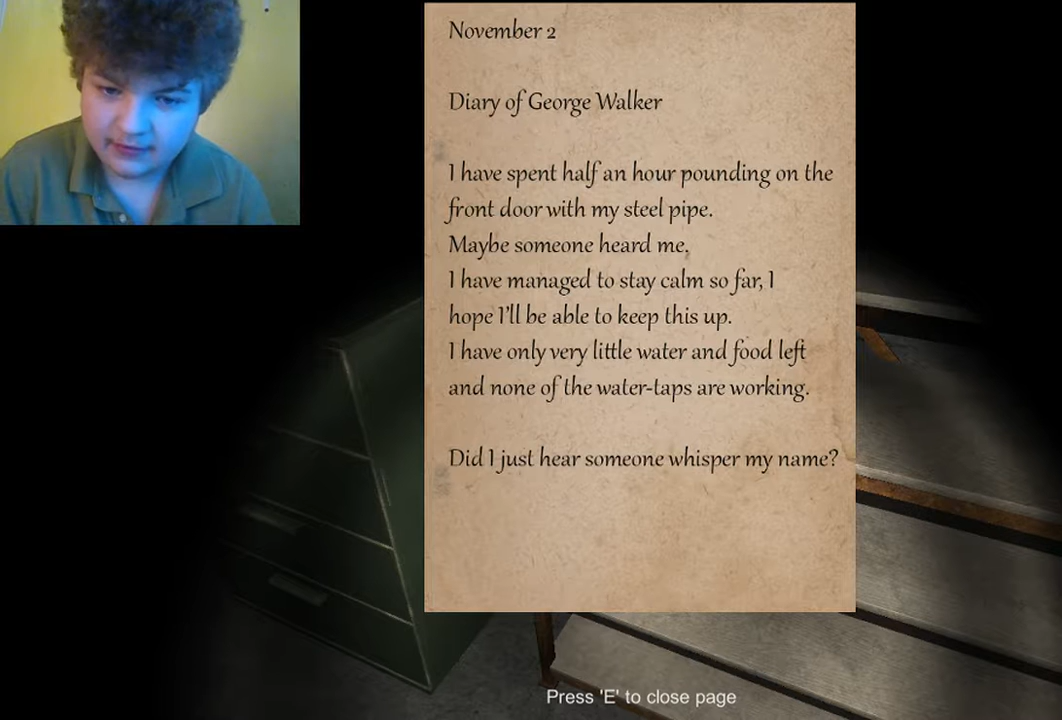 November 2
Diary of George Walker
I have spent half an hour pounding on the
front door with my steel pipe.
Maybe someone heard me.
I have managed to stay calm so far, I
hope I'll be able to keep this up.
I have only very little water and food left
and none of the water-taps are working.
Did I just hear someone whisper my name?
Press 'E' to close page